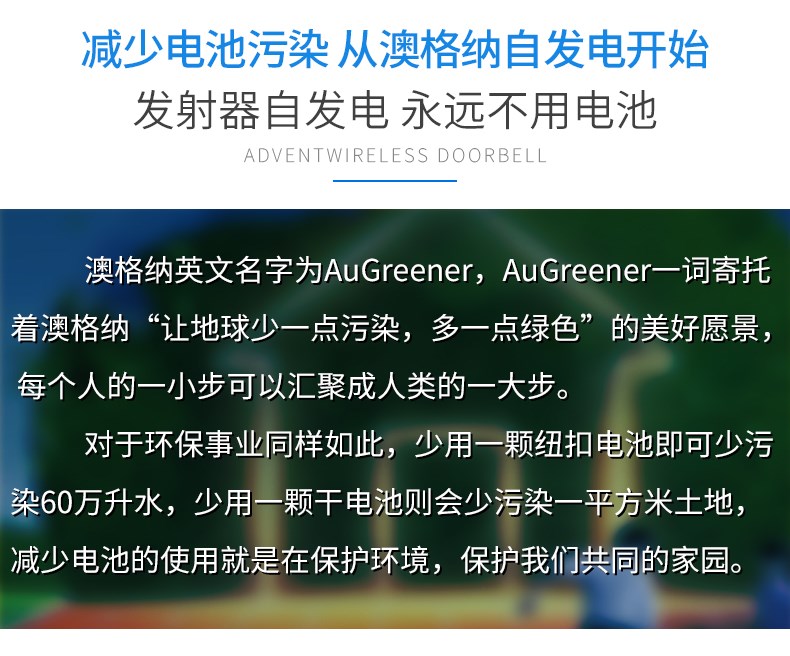 减少电池污染 从澳格纳自发电开始
发射器自发电 永远不用电池
ADVENTWIRELESS DOORBELL
澳格纳英文名字为AuGreener，AuGreener一词寄托
着澳格纳“让地球少一点污染，多一点绿色”的美好愿景，
每个人的一小步可以汇聚成人类的一大步。
对于环保事业同样如此，少用一颗纽扣电池即可少污
染60万升水，少用一颗干电池则会少污染一平方米土地，
减少电池的使用就是在保护环境，保护我们共同的家园。